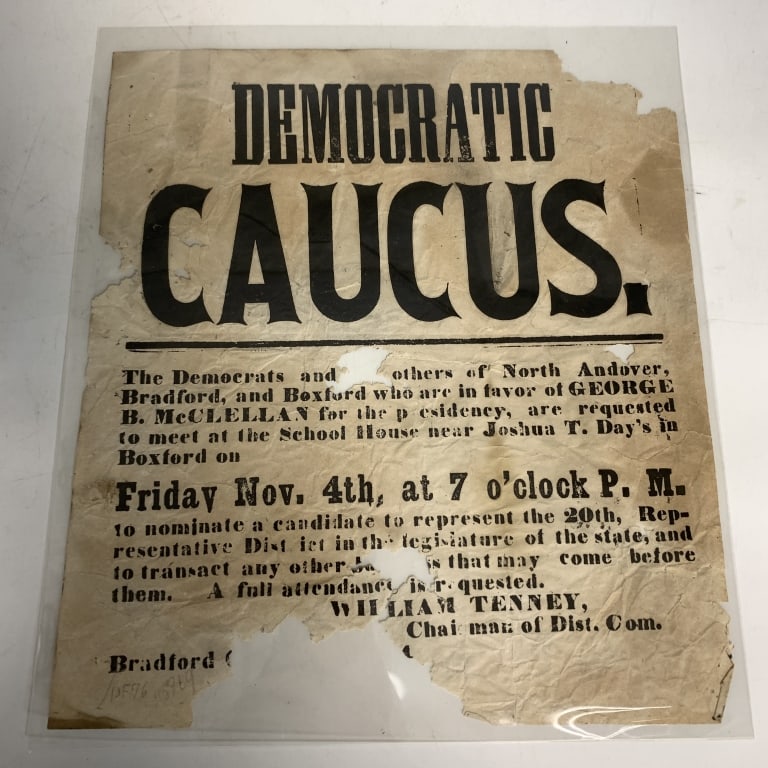 DEMOCRATIC
CAUCUS.
The Democrats and others of North Andover,
Bradford, and Boxford who are in favor of GEORGE
B. McCLELLAN for the p esidency, are requested
to meet at the School House near Joshua T. Day's in
Boxford on
Friday Nov. 4th, at 7 o'clock P. M.
to nominate a candidate to represent the 20th, Rep-
resentative Dist ict in the legislature of the state, and
to transact any other s that may come before
them. A full attendance is r quested.
WILLIAM TENNEY,
Chai man of Dist. Com.
Bradford